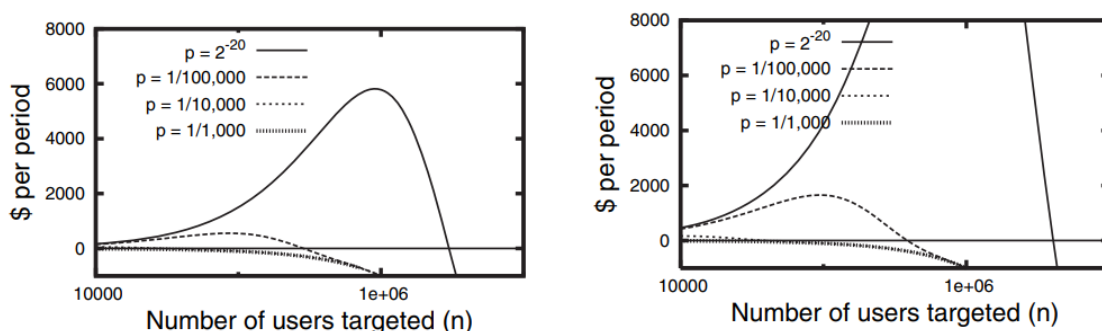 8000
6000
4000
2000
0
$ per period
p = 2⁻²⁰
p = 1/100,000
p = 1/10,000
p = 1/1,000
10000
1e+06
Number of users targeted (n)
8000
6000
4000
2000
0
$ per period
p = 2⁻²⁰
p = 1/100,000
p = 1/10,000
p = 1/1,000
10000
1e+06
Number of users targeted (n)